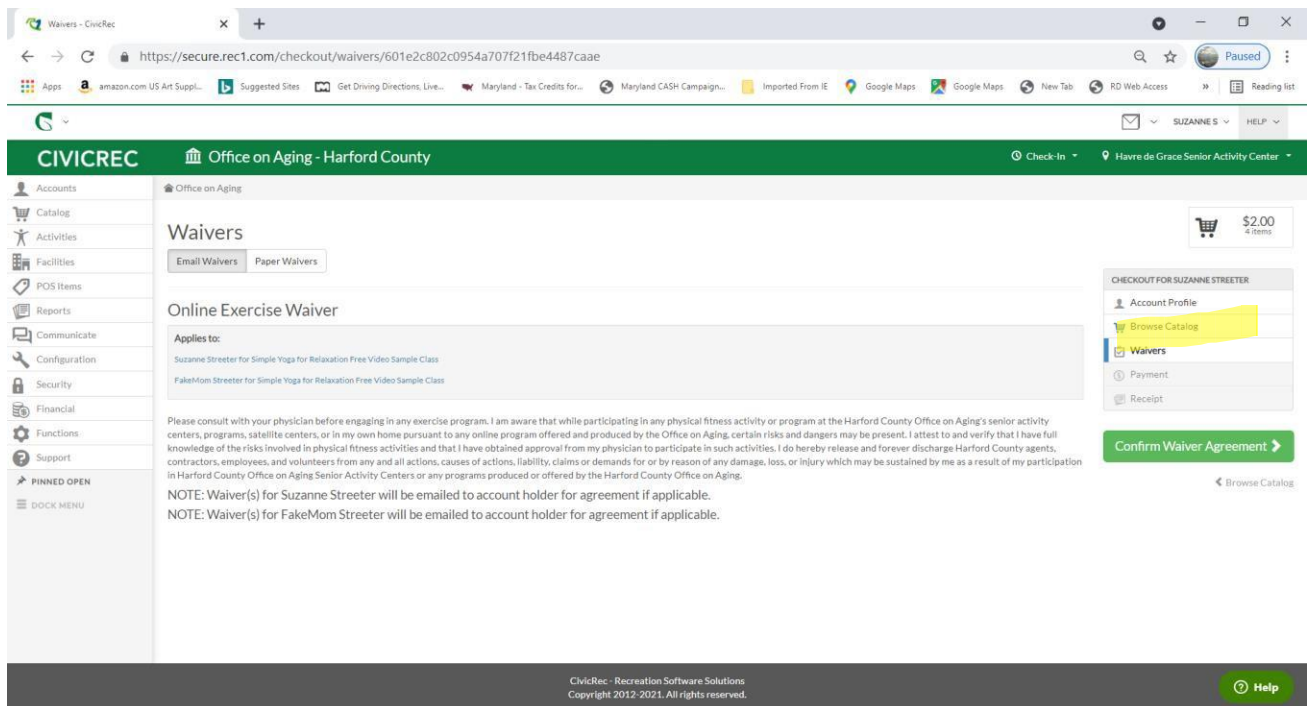 Waivers - CivicRec
https://secure.rec1.com/checkout/waivers/601e2c802c0954a707f21fbe4487caae
Paused
Apps amazon.com US Art Suppl... Suggested Sites Get Driving Directions, Live... Maryland - Tax Credits for... Maryland CASH Campaign... Imported From IE Google Maps Google Maps New Tab RD Web Access » Reading list
SUZANNE S HELP
CIVICREC Office on Aging - Harford County Check-In Havre de Grace Senior Activity Center
Accounts
Catalog
Activities
Facilities
POS Items
Reports
Communicate
Configuration
Security
Financial
Functions
Support
PINNED OPEN
DOCK MENU
Office on Aging
Waivers
Email Waivers Paper Waivers
Online Exercise Waiver
Applies to:
Suzanne Streeter for Simple Yoga for Relaxation Free Video Sample Class
FakeMom Streeter for Simple Yoga for Relaxation Free Video Sample Class
Please consult with your physician before engaging in any exercise program. I am aware that while participating in any physical fitness activity or program at the Harford County Office on Aging's senior activity
centers, programs, satellite centers, or in my own home pursuant to any online program offered and produced by the Office on Aging, certain risks and dangers may be present. I attest to and verify that I have full
knowledge of the risks involved in physical fitness activities and that I have obtained approval from my physician to participate in such activities. I do hereby release and forever discharge Harford County agents,
contractors, employees, and volunteers from any and all actions, causes of actions, liability, claims or demands for or by reason of any damage, loss, or injury which may be sustained by me as a result of my participation
in Harford County Office on Aging Senior Activity Centers or any programs produced or offered by the Harford County Office on Aging.
NOTE: Waiver(s) for Suzanne Streeter will be emailed to account holder for agreement if applicable.
NOTE: Waiver(s) for FakeMom Streeter will be emailed to account holder for agreement if applicable.
$2.00
4 items
CHECKOUT FOR SUZANNE STREETER
Account Profile
Browse Catalog
Waivers
Payment
Receipt
Confirm Waiver Agreement
Browse Catalog
CivicRec - Recreation Software Solutions
Copyright 2012-2021. All rights reserved.
Help